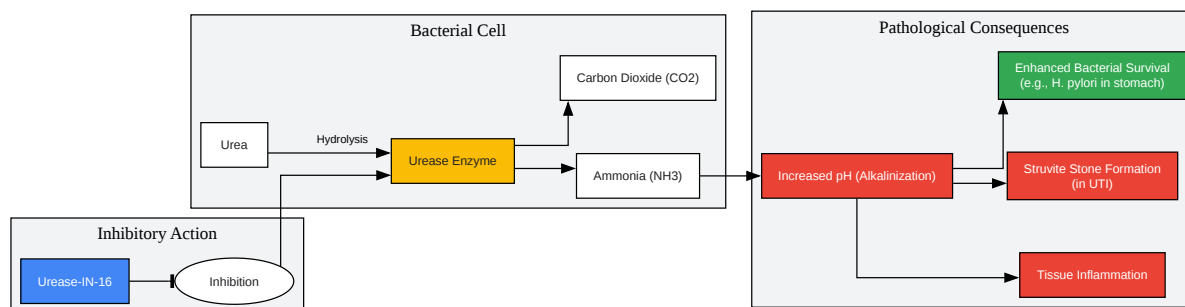 Bacterial Cell
Pathological Consequences
Carbon Dioxide (CO2)
Enhanced Bacterial Survival
(e.g., H. pylori in stomach)
Urea
Hydrolysis
Urease Enzyme
Ammonia (NH3)
Increased pH (Alkalinization)
Struvite Stone Formation
(in UTI)
Inhibitory Action
Urease-IN-16
Inhibition
Tissue Inflammation